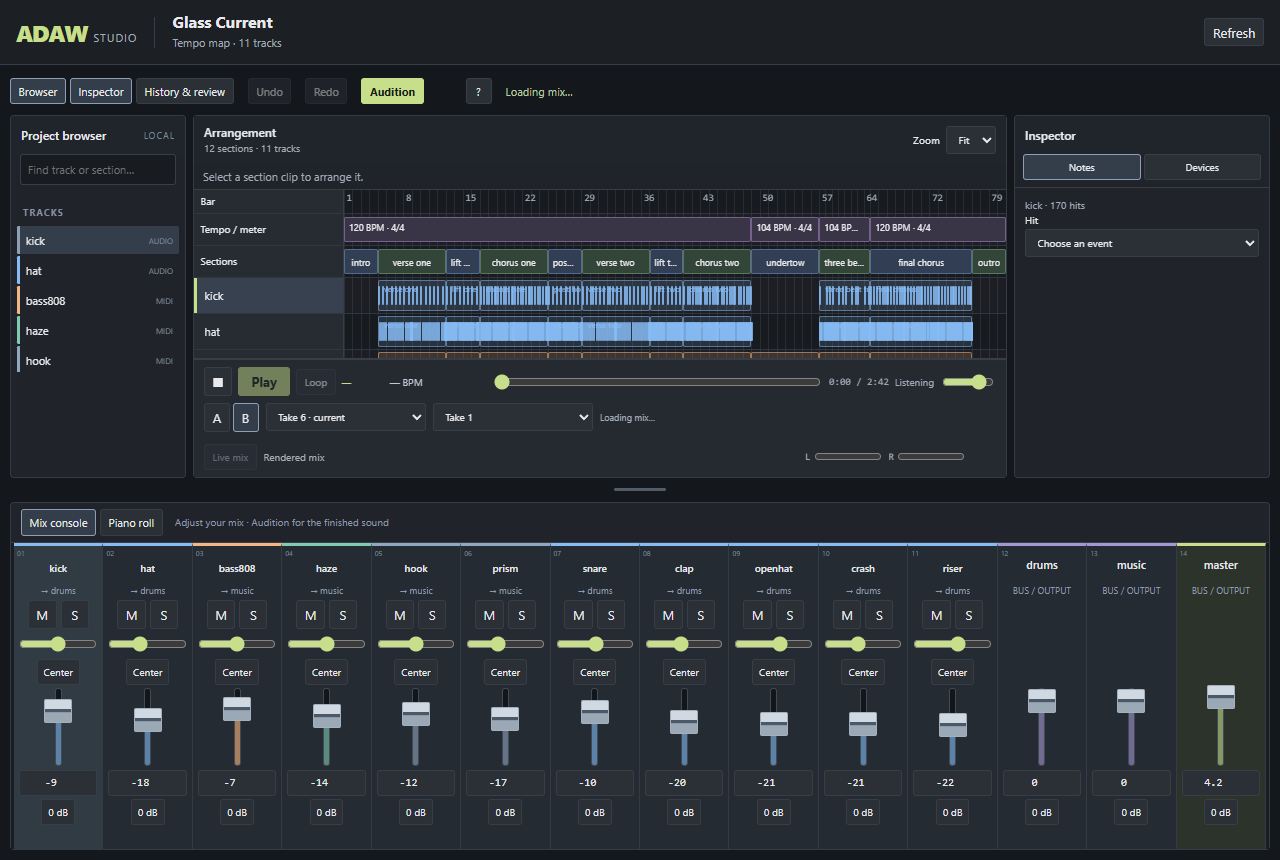 ADAW STUDIO
Glass Current
Tempo map · 11 tracks
Refresh
Browser Inspector History & review Undo Redo Audition ? Loading mix...
Project browser LOCAL
Find track or section...
TRACKS
kick AUDIO
hat AUDIO
bass808 MIDI
haze MIDI
hook MIDI
Arrangement
12 sections · 11 tracks
Zoom Fit
Select a section clip to arrange it.
Bar 1 8 15 22 29 36 43 50 57 64 72 79
Tempo / meter 120 BPM · 4/4 104 BPM · 4/4 104 BP... 120 BPM · 4/4
Sections intro verse one lift ... chorus one pos... verse two lift t... chorus two undertow three be... final chorus outro
kick
hat
Play Loop — — BPM 0:00 / 2:42 Listening
A B Take 6 · current Take 1 Loading mix...
Live mix Rendered mix L R
Inspector
Notes Devices
kick · 170 hits
Hit
Choose an event
Mix console Piano roll Adjust your mix · Audition for the finished sound
01 02 03 04 05 06 07 08 09 10 11 12 13 14
kick hat bass808 haze hook prism snare clap openhat crash riser drums music master
→ drums → drums → music → music → music → music → drums → drums → drums → drums → drums BUS / OUTPUT BUS / OUTPUT BUS / OUTPUT
M S M S M S M S M S M S M S M S M S M S M S
Center Center Center Center Center Center Center Center Center Center Center
-9 -18 -7 -14 -12 -17 -10 -20 -21 -21 -22 0 0 4.2
0 dB 0 dB 0 dB 0 dB 0 dB 0 dB 0 dB 0 dB 0 dB 0 dB 0 dB 0 dB 0 dB 0 dB